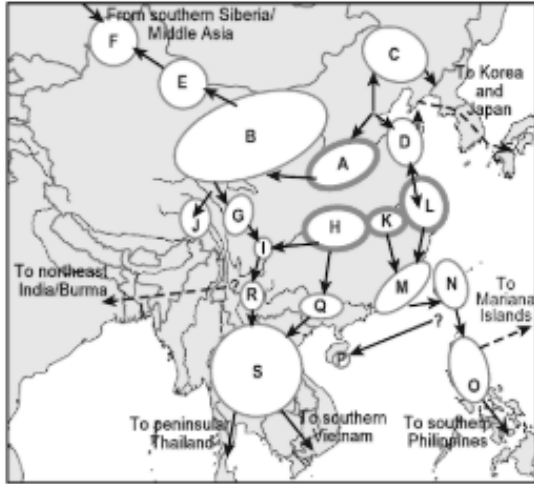 From southern Siberia/
Middle Asia
F
C
E
To Korea
and
Japan
B
D
A
G
J
L
K
H
I
To northeast
India/Burma
?
R
M
N
To
Mariana
Islands
Q
?
P
S
O
To peninsular
Thailand
To southern
Vietnam
To southern
Philippines